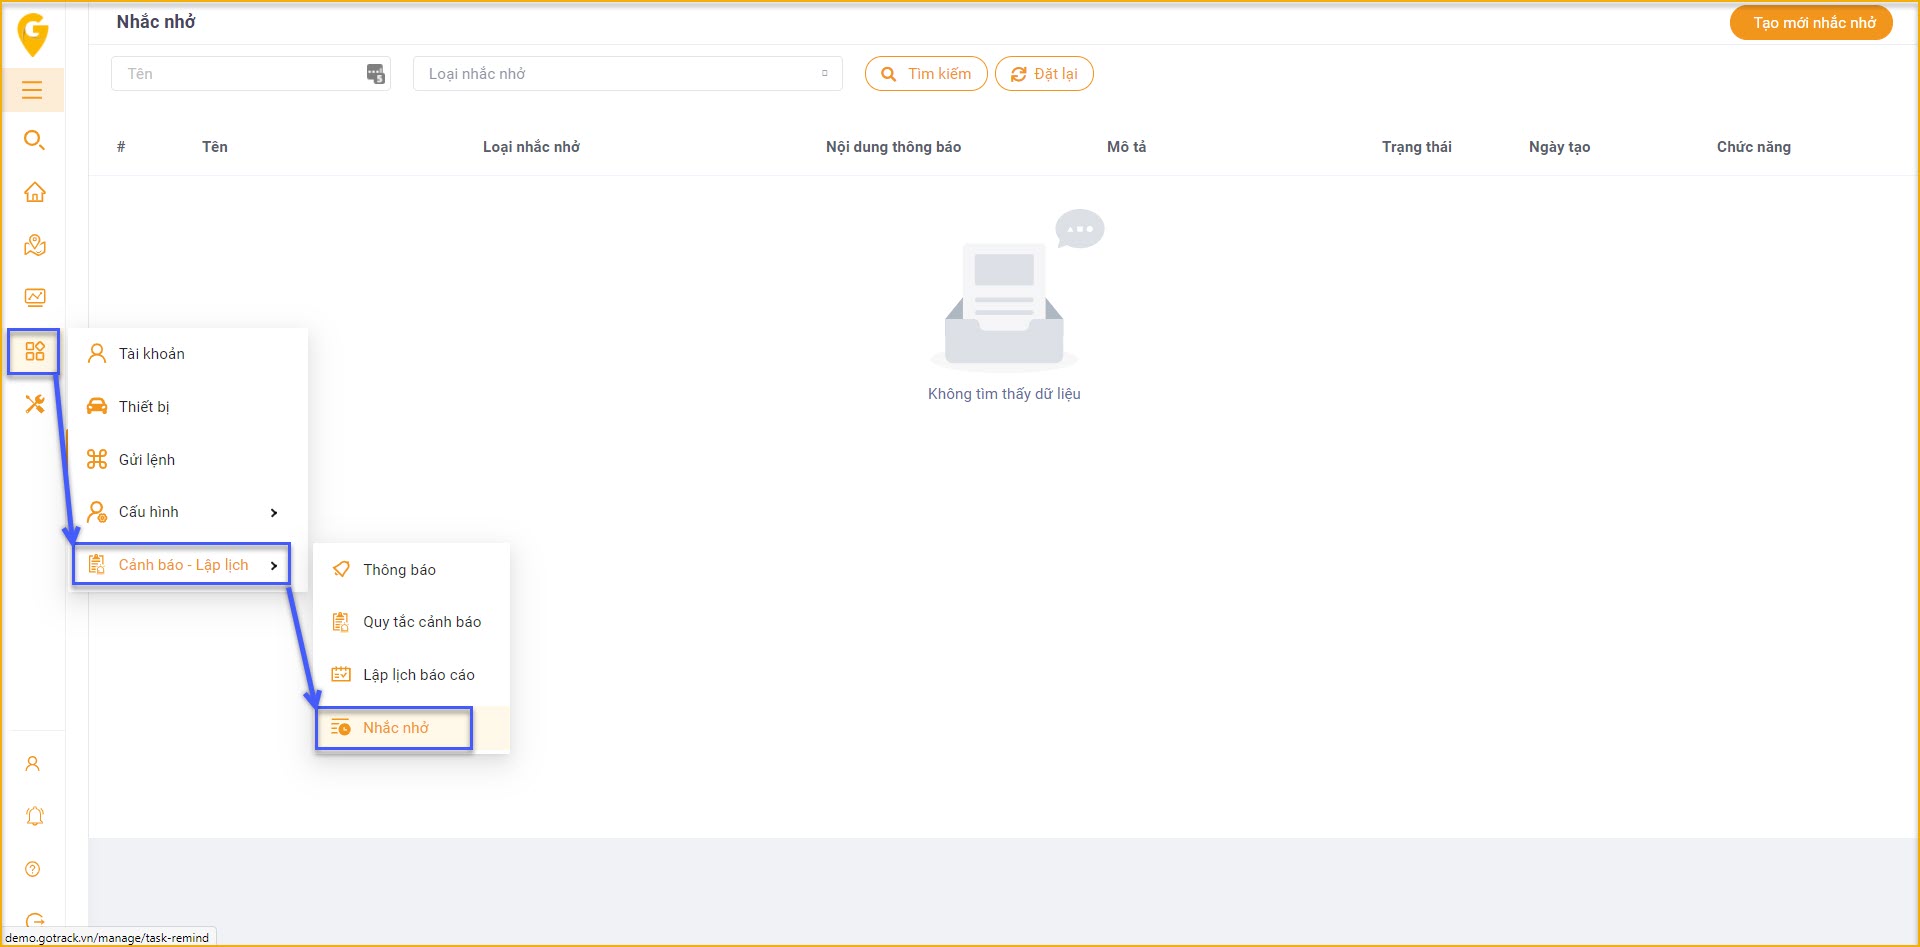 Nhắc nhở
Tạo mới nhắc nhở
Tên
Loại nhắc nhở
Tìm kiếm
Đặt lại
# Tên Loại nhắc nhở Nội dung thông báo Mô tả Trạng thái Ngày tạo Chức năng
Không tìm thấy dữ liệu
Tài khoản
Thiết bị
Gửi lệnh
Cấu hình
Cảnh báo - Lập lịch
Thông báo
Quy tắc cảnh báo
Lập lịch báo cáo
Nhắc nhở
demo.gotrack.vn/manage/task-remind